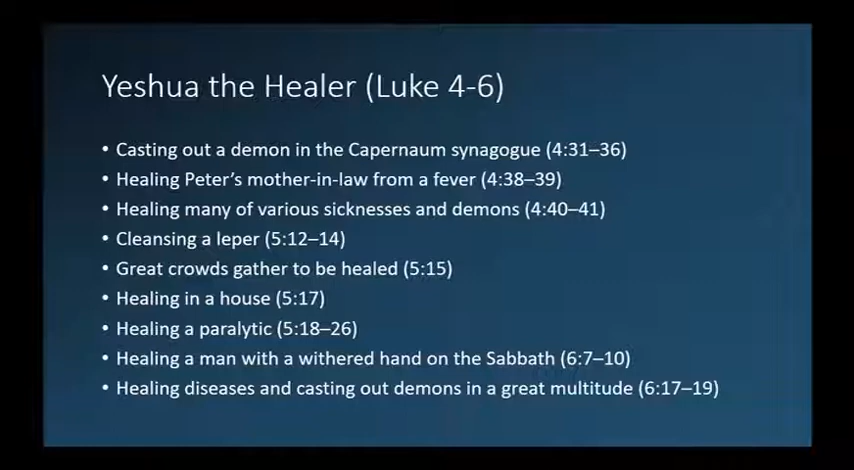 Yeshua the Healer (Luke 4-6)
• Casting out a demon in the Capernaum synagogue (4:31–36)
• Healing Peter’s mother-in-law from a fever (4:38–39)
• Healing many of various sicknesses and demons (4:40–41)
• Cleansing a leper (5:12–14)
• Great crowds gather to be healed (5:15)
• Healing in a house (5:17)
• Healing a paralytic (5:18–26)
• Healing a man with a withered hand on the Sabbath (6:7–10)
• Healing diseases and casting out demons in a great multitude (6:17–19)